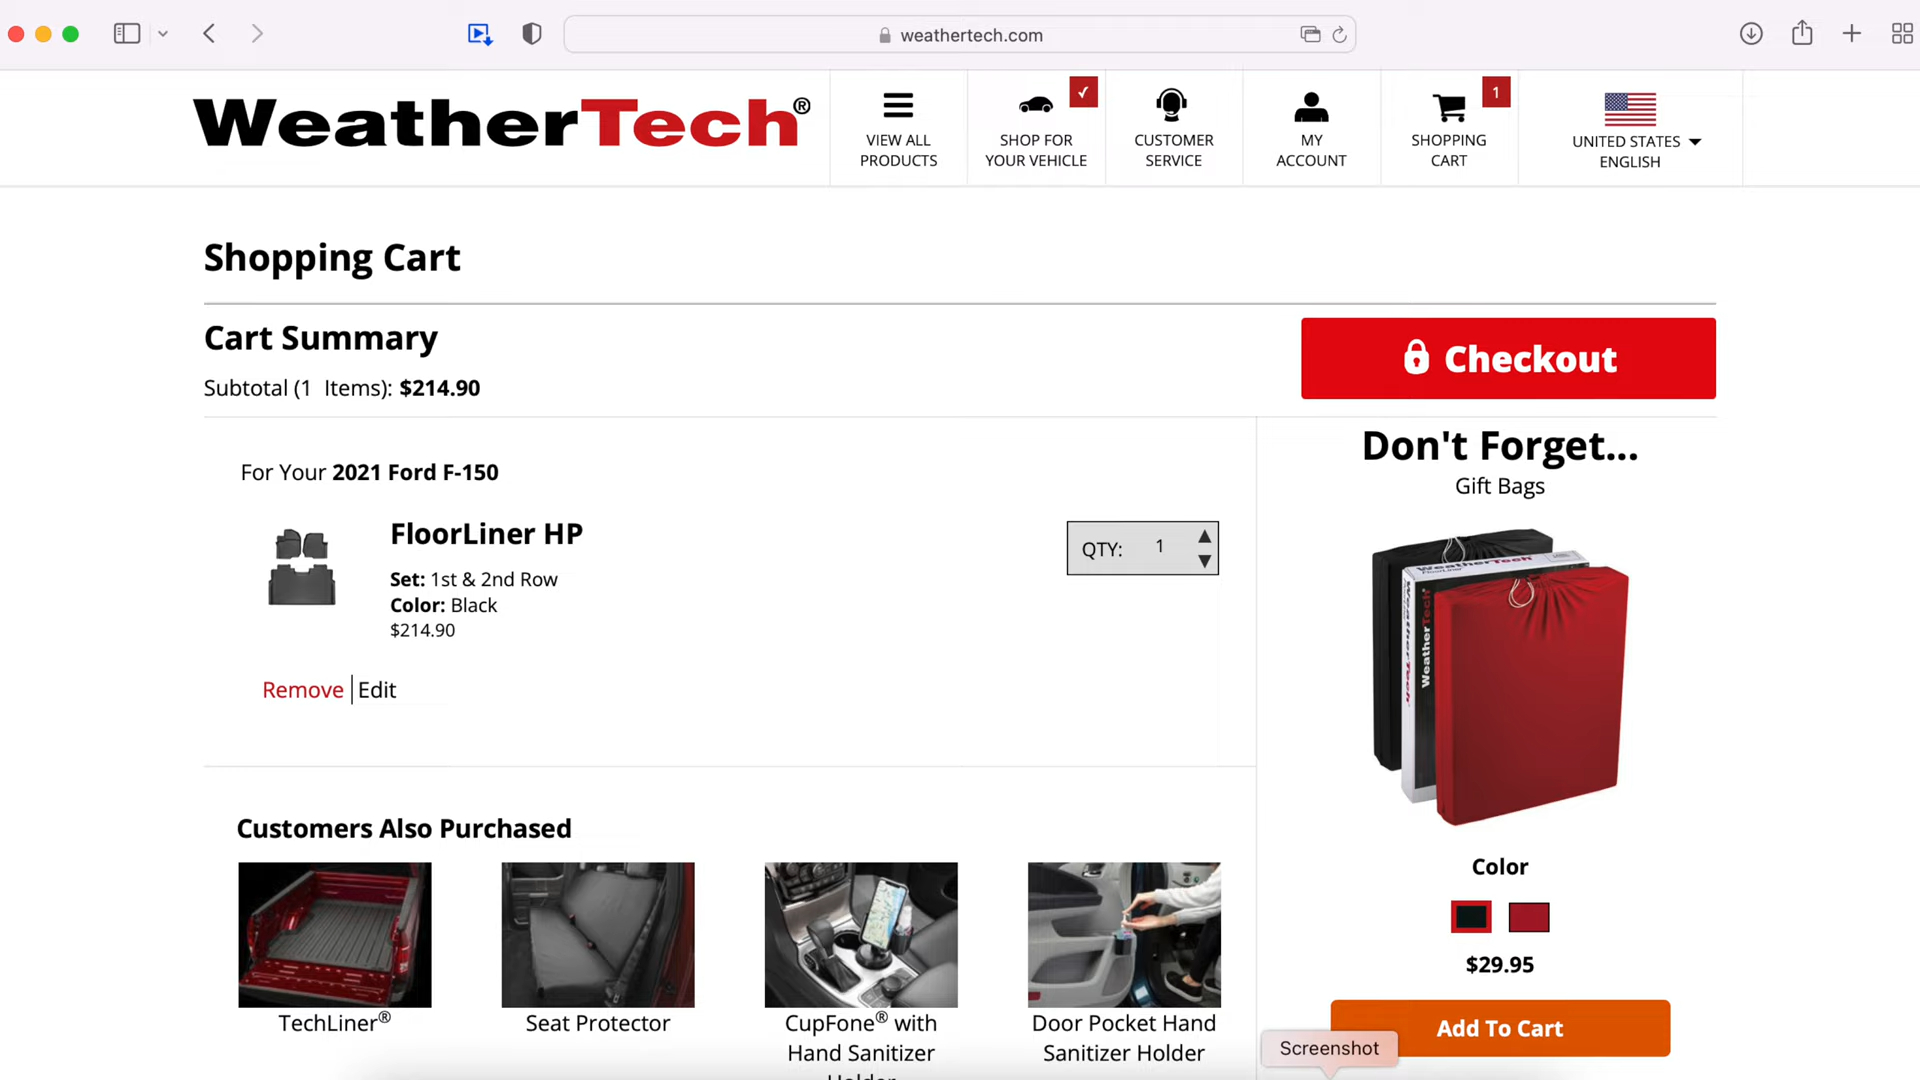 weathertech.com
WeatherTech®
VIEW ALL
PRODUCTS
✓
SHOP FOR
YOUR VEHICLE
CUSTOMER
SERVICE
MY
ACCOUNT
1
SHOPPING
CART
UNITED STATES
ENGLISH
Shopping Cart
Cart Summary
Subtotal (1 Items): $214.90
Checkout
For Your 2021 Ford F-150
FloorLiner HP
Set: 1st & 2nd Row
Color: Black
$214.90
QTY: 1
Remove | Edit
Don't Forget...
Gift Bags
WeatherTech
FloorLiner
WeatherTech
WeatherTech
Color
$29.95
Add To Cart
Customers Also Purchased
TechLiner®
Seat Protector
CupFone® with
Hand Sanitizer
Holder
Door Pocket Hand
Sanitizer Holder
Screenshot